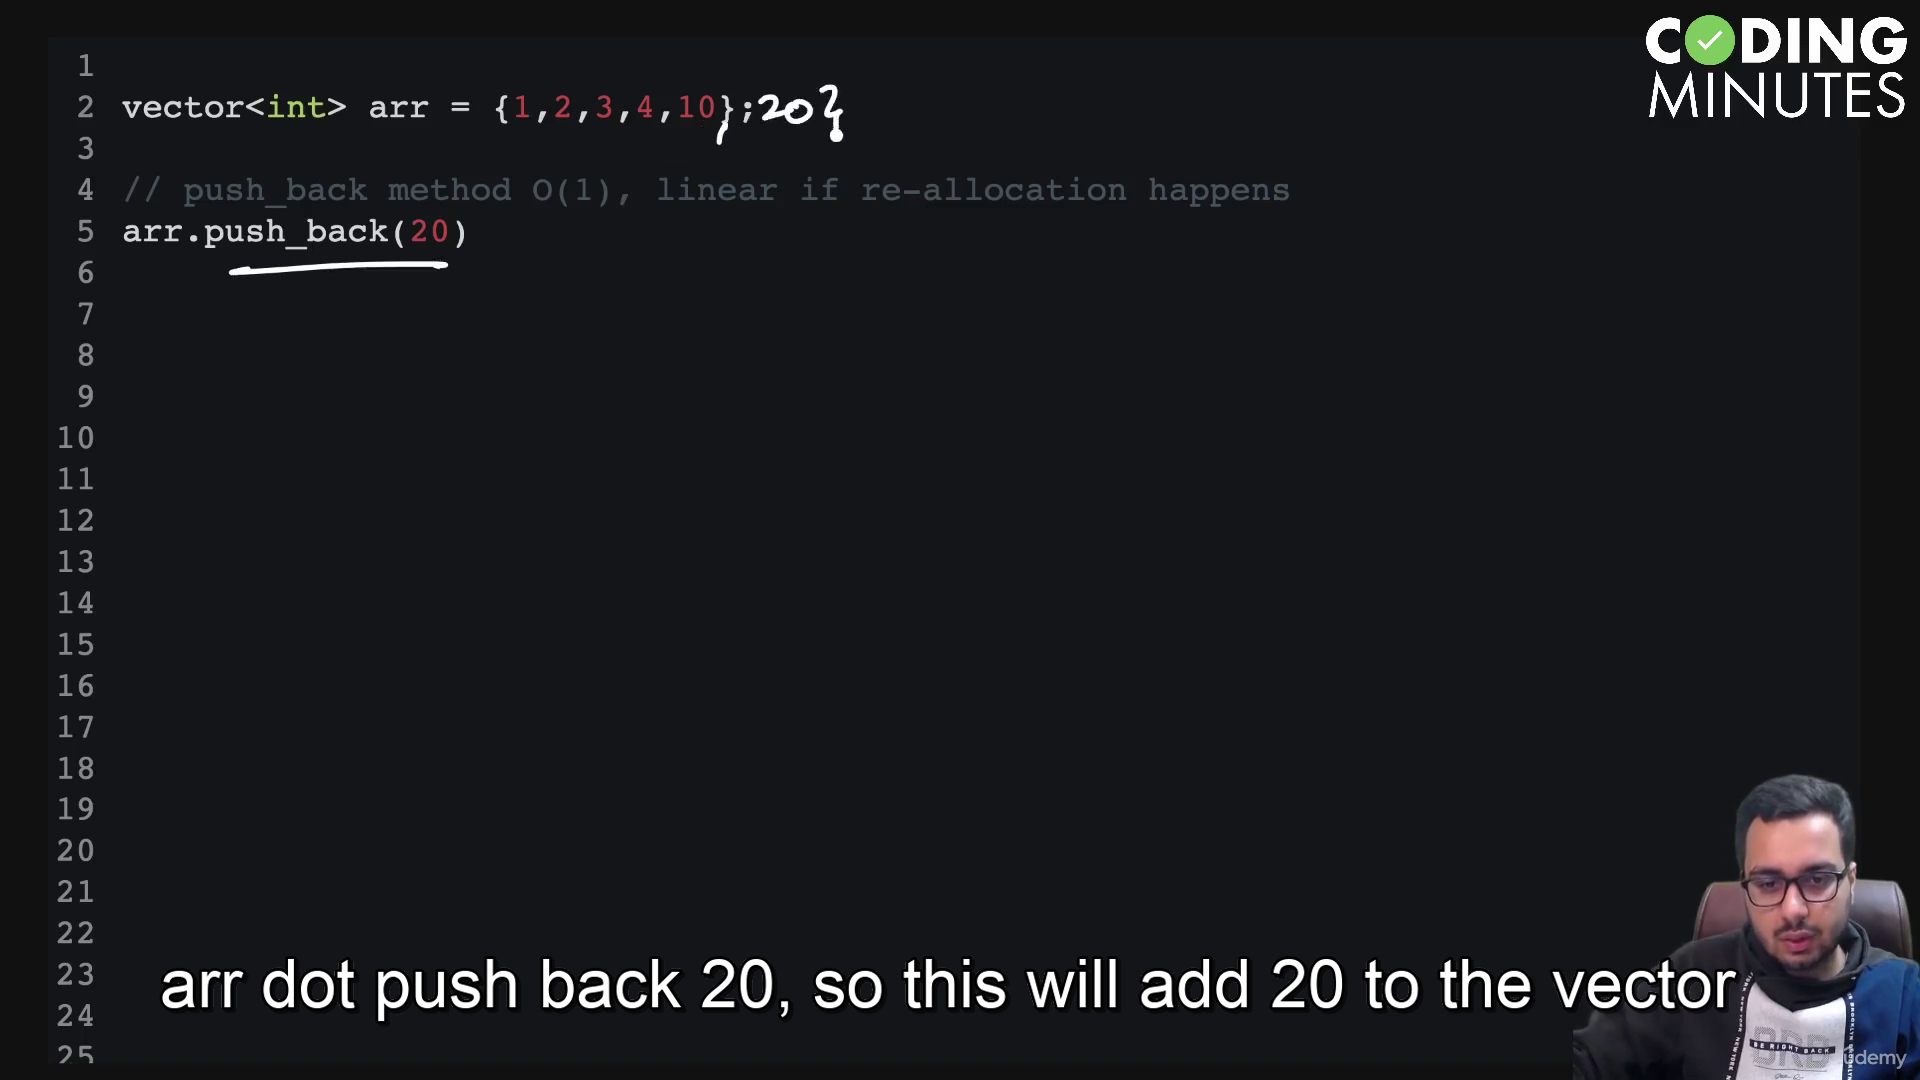 CODING
MINUTES
1
2 vector<int> arr = {1,2,3,4,10}; , 20};
3
4 // push_back method O(1), linear if re-allocation happens
5 arr.push_back(20)
6
7
8
9
10
11
12
13
14
15
16
17
18
19
20
21
22
23
24
25
arr dot push back 20, so this will add 20 to the vector
BE RIGHT BACK
udemy